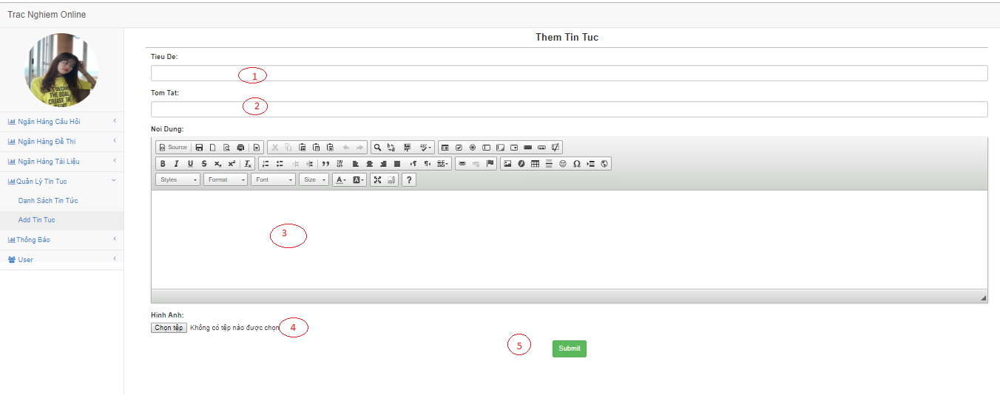 Trac Nghiem Online
Them Tin Tuc
Ngân Hàng Câu Hỏi
Ngân Hàng Đề Thi
Ngân Hàng Tài Liệu
Quản Lý Tin Tuc
Danh Sách Tin Tức
Add Tin Tuc
Thông Báo
User
Tieu De:
1
Tom Tat:
2
Noi Dung:
Source
Styles Format Font Size
3
Hinh Anh:
Chọn tệp Không có tệp nào được chọn 4
5 Submit